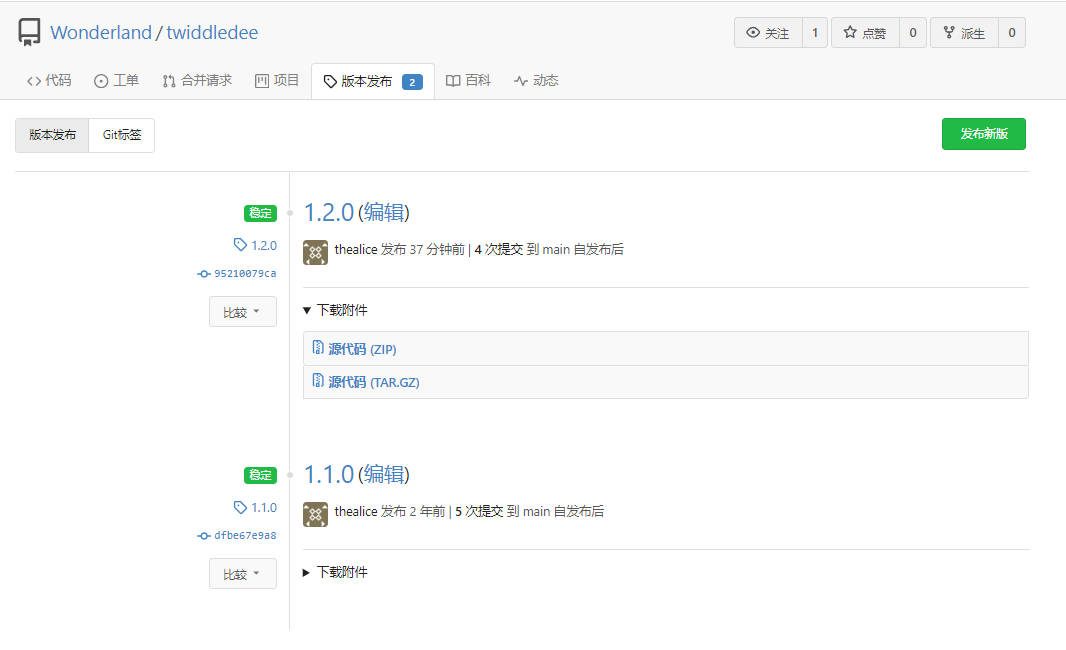 Wonderland / twiddledee
关注 1 点赞 0 派生 0
代码 工单 合并请求 项目 版本发布 2 百科 动态
版本发布 Git标签 发布新版
稳定 1.2.0 (编辑)
1.2.0 thealice 发布 37 分钟前 | 4 次提交 到 main 自发布后
95210079ca
比较 下载附件
源代码 (ZIP)
源代码 (TAR.GZ)
稳定 1.1.0 (编辑)
1.1.0 thealice 发布 2 年前 | 5 次提交 到 main 自发布后
dfbe67e9a8
比较 下载附件